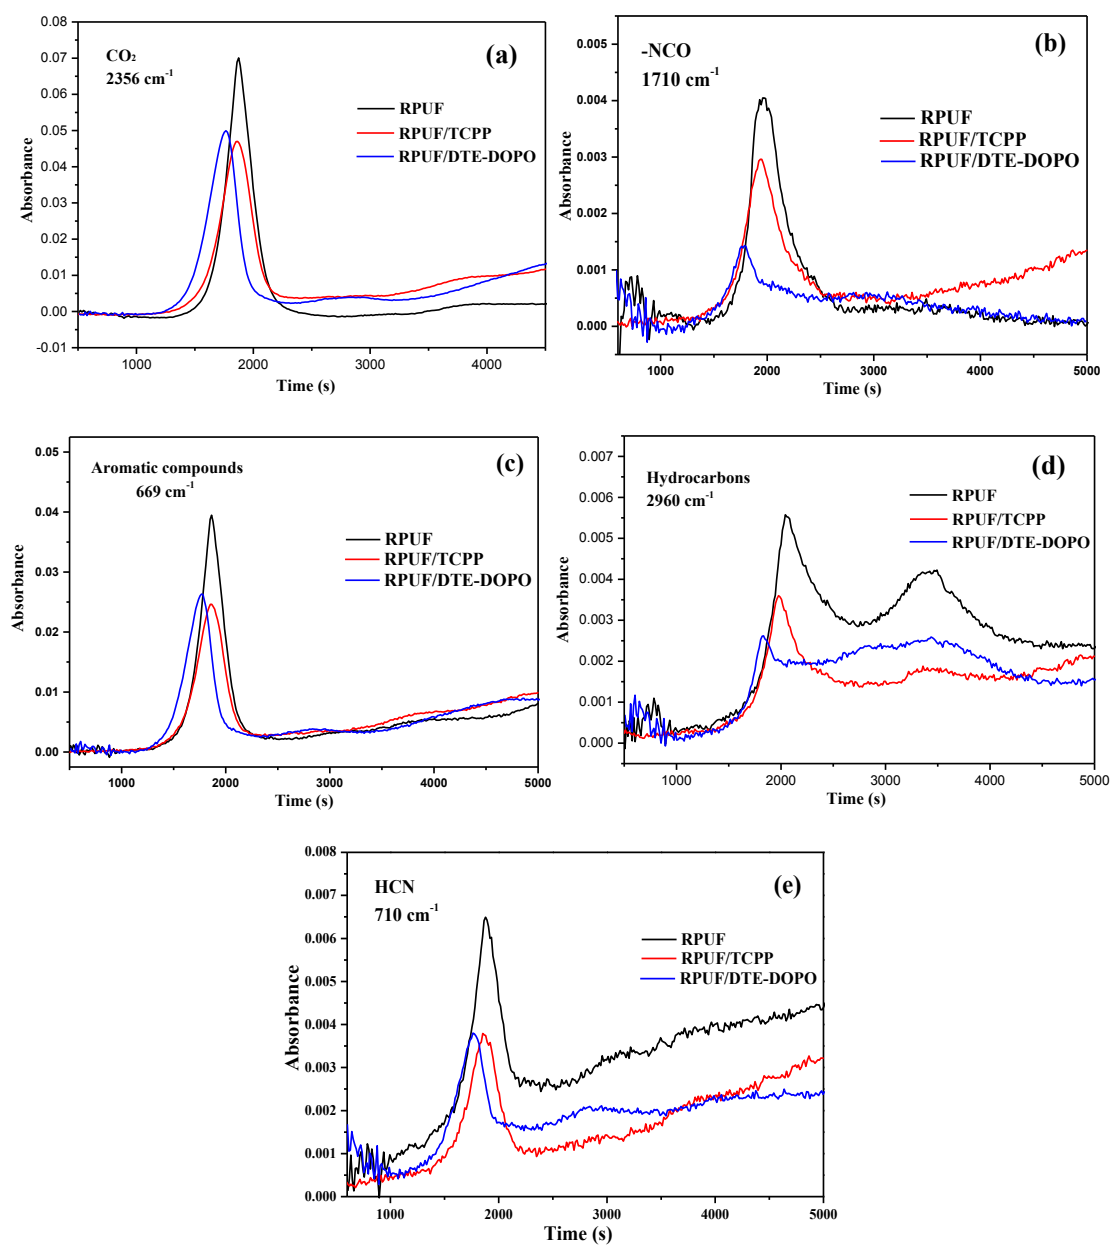 0.08
0.07
0.06
0.05
0.04
0.03
0.02
0.01
0.00
-0.01
Absorbance
CO₂
2356 cm⁻¹
(a)
RPUF
RPUF/TCPP
RPUF/DTE-DOPO
1000 2000 3000 4000
Time (s)
0.005
0.004
0.003
0.002
0.001
0.000
Absorbance
-NCO
1710 cm⁻¹
(b)
RPUF
RPUF/TCPP
RPUF/DTE-DOPO
1000 2000 3000 4000 5000
Time (s)
0.05
0.04
0.03
0.02
0.01
0.00
Absorbance
Aromatic compounds
669 cm⁻¹
(c)
RPUF
RPUF/TCPP
RPUF/DTE-DOPO
1000 2000 3000 4000 5000
Time (s)
0.007
0.006
0.005
0.004
0.003
0.002
0.001
0.000
Absorbance
Hydrocarbons
2960 cm⁻¹
(d)
RPUF
RPUF/TCPP
RPUF/DTE-DOPO
1000 2000 3000 4000 5000
Time (s)
0.008
0.007
0.006
0.005
0.004
0.003
0.002
0.001
0.000
Absorbance
HCN
710 cm⁻¹
(e)
RPUF
RPUF/TCPP
RPUF/DTE-DOPO
1000 2000 3000 4000 5000
Time (s)